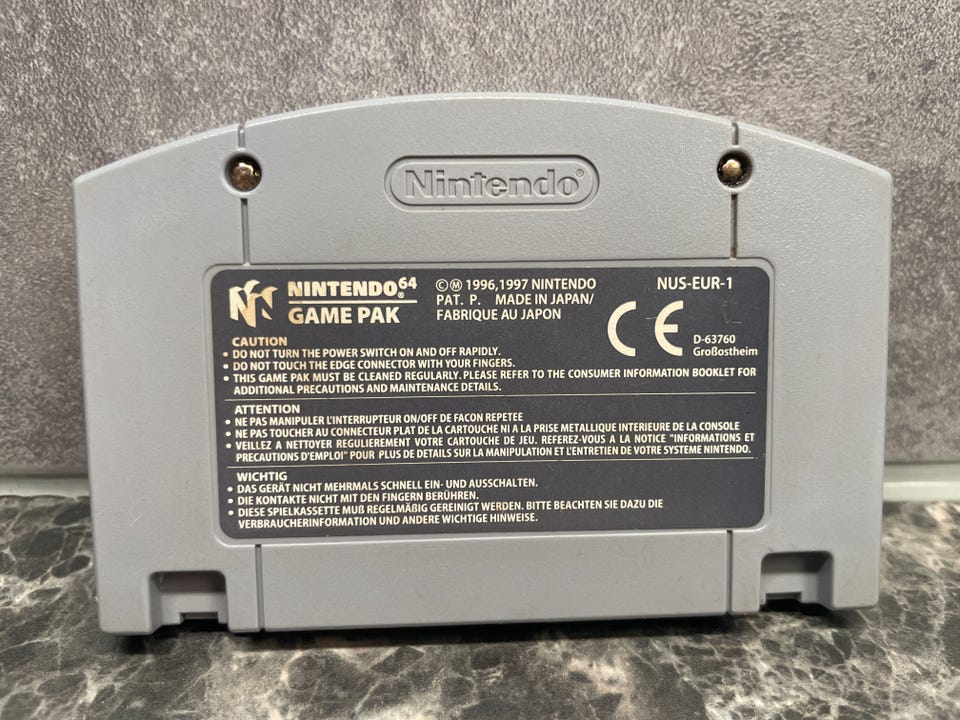 Nintendo®
NINTENDO 64®
GAME PAK
©Ⓜ 1996,1997 NINTENDO
PAT. P. MADE IN JAPAN/
FABRIQUE AU JAPON
NUS-EUR-1
CE
D-63760
Großostheim
CAUTION
• DO NOT TURN THE POWER SWITCH ON AND OFF RAPIDLY.
• DO NOT TOUCH THE EDGE CONNECTOR WITH YOUR FINGERS.
• THIS GAME PAK MUST BE CLEANED REGULARLY. PLEASE REFER TO THE CONSUMER INFORMATION BOOKLET FOR
ADDITIONAL PRECAUTIONS AND MAINTENANCE DETAILS.
ATTENTION
• NE PAS MANIPULER L'INTERRUPTEUR ON/OFF DE FACON REPETEE
• NE PAS TOUCHER AU CONNECTEUR PLAT DE LA CARTOUCHE NI A LA PRISE METALLIQUE INTERIEURE DE LA CONSOLE
• VEILLEZ A NETTOYER REGULIEREMENT VOTRE CARTOUCHE DE JEU. REFEREZ-VOUS A LA NOTICE "INFORMATIONS ET
PRECAUTIONS D'EMPLOI" POUR PLUS DE DETAILS SUR LA MANIPULATION ET L'ENTRETIEN DE VOTRE SYSTEME NINTENDO.
WICHTIG
• DAS GERÄT NICHT MEHRMALS SCHNELL EIN- UND AUSSCHALTEN.
• DIE KONTAKTE NICHT MIT DEN FINGERN BERÜHREN.
• DIESE SPIELKASSETTE MUß REGELMÄßIG GEREINIGT WERDEN. BITTE BEACHTEN SIE DAZU DIE
VERBRAUCHERINFORMATION UND ANDERE WICHTIGE HINWEISE.